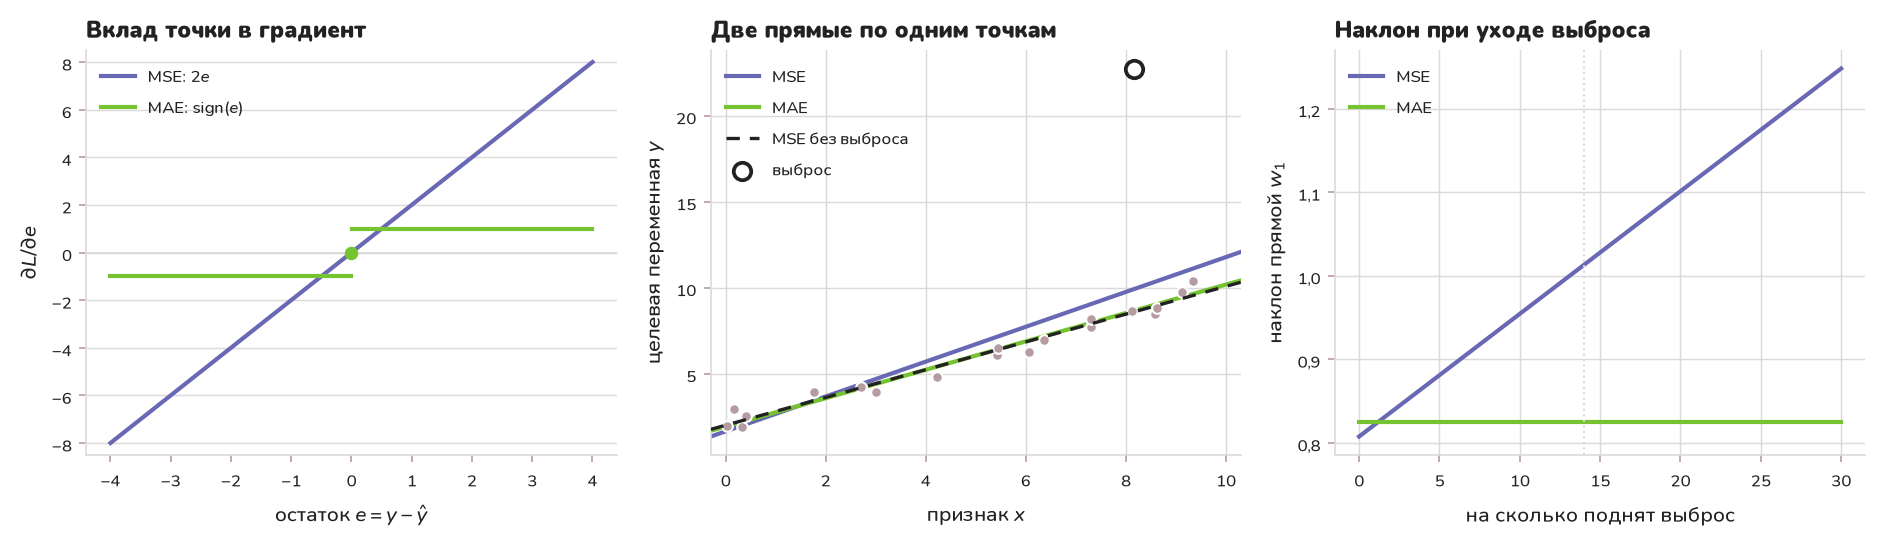 Вклад точки в градиент
MSE: 2e
MAE: sign(e)
8
6
4
2
0
−2
−4
−6
−8
∂L/∂e
−4 −3 −2 −1 0 1 2 3 4
остаток e = y − ŷ
Две прямые по одним точкам
MSE
MAE
MSE без выброса
выброс
20
15
10
5
целевая переменная y
0 2 4 6 8 10
признак x
Наклон при уходе выброса
MSE
MAE
1,2
1,1
1,0
0,9
0,8
наклон прямой w₁
0 5 10 15 20 25 30
на сколько поднят выброс